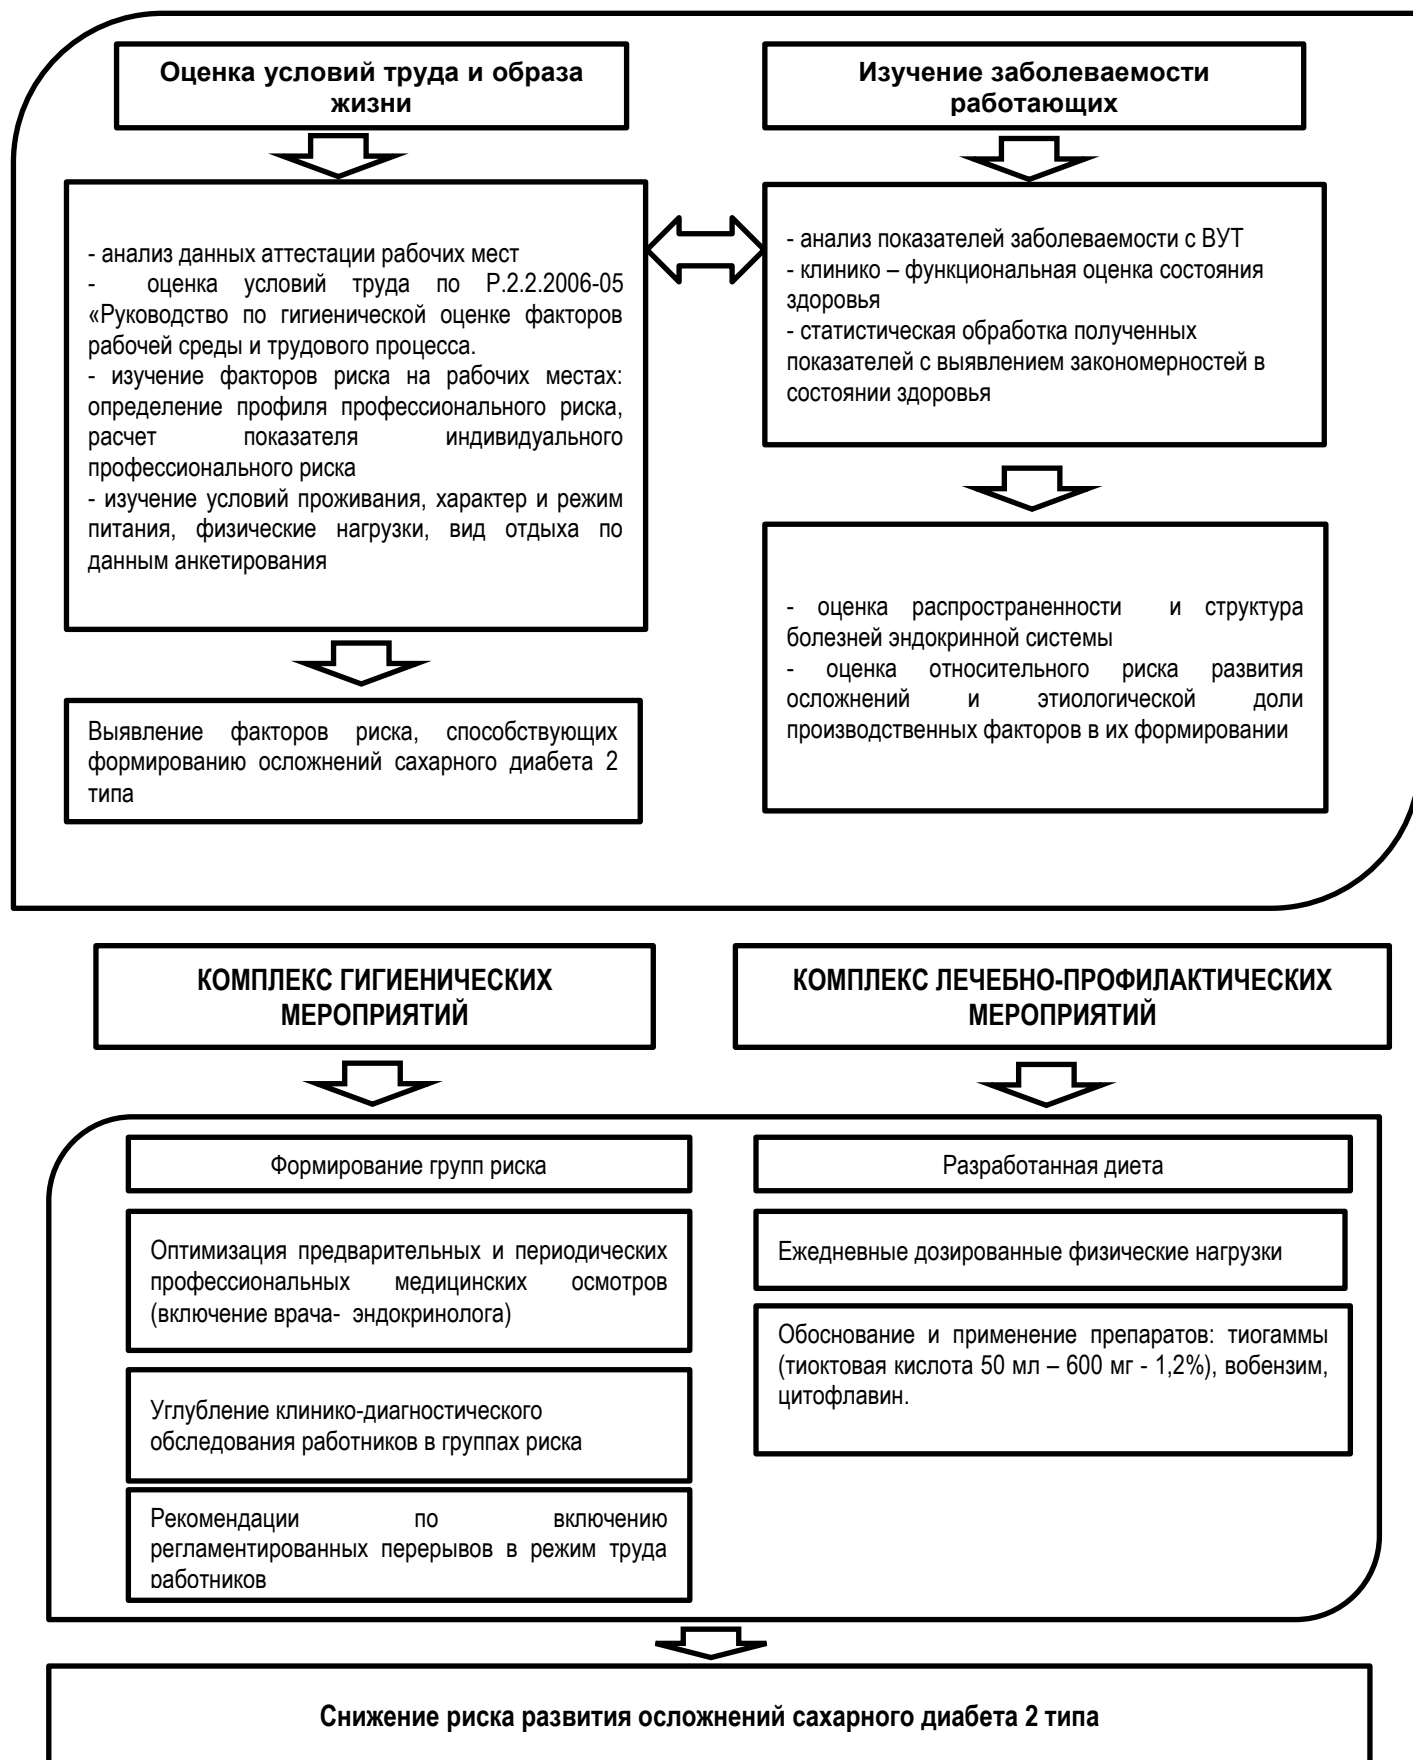 Оценка условий труда и образа
жизни
Изучение заболеваемости
работающих
- анализ данных аттестации рабочих мест
- оценка условий труда по Р.2.2.2006-05
«Руководство по гигиенической оценке факторов
рабочей среды и трудового процесса.
- изучение факторов риска на рабочих местах:
определение профиля профессионального риска,
расчет показателя индивидуального
профессионального риска
- изучение условий проживания, характер и режим
питания, физические нагрузки, вид отдыха по
данным анкетирования
- анализ показателей заболеваемости с ВУТ
- клинико – функциональная оценка состояния
здоровья
- статистическая обработка полученных
показателей с выявлением закономерностей в
состоянии здоровья
Выявление факторов риска, способствующих
формированию осложнений сахарного диабета 2
типа
- оценка распространенности и структура
болезней эндокринной системы
- оценка относительного риска развития
осложнений и этиологической доли
производственных факторов в их формировании
КОМПЛЕКС ГИГИЕНИЧЕСКИХ
МЕРОПРИЯТИЙ
КОМПЛЕКС ЛЕЧЕБНО-ПРОФИЛАКТИЧЕСКИХ
МЕРОПРИЯТИЙ
Формирование групп риска
Оптимизация предварительных и периодических
профессиональных медицинских осмотров
(включение врача- эндокринолога)
Углубление клинико-диагностического
обследования работников в группах риска
Рекомендации по включению
регламентированных перерывов в режим труда
работников
Разработанная диета
Ежедневные дозированные физические нагрузки
Обоснование и применение препаратов: тиогаммы
(тиоктовая кислота 50 мл – 600 мг - 1,2%), вобензим,
цитофлавин.
Снижение риска развития осложнений сахарного диабета 2 типа